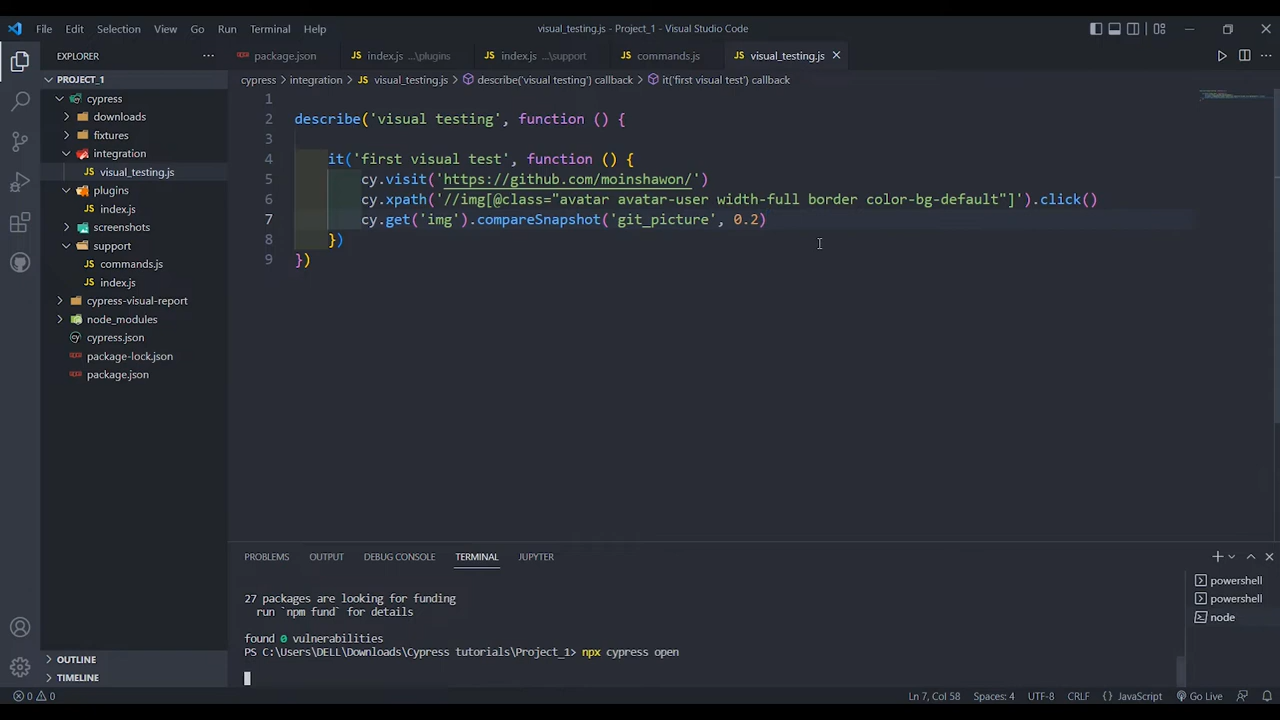 File Edit Selection View Go Run Terminal Help
visual_testing.js - Project_1 - Visual Studio Code
EXPLORER
package.json
index.js ...\plugins
index.js ...\support
commands.js
visual_testing.js
PROJECT_1
cypress > integration > visual_testing.js > describe('visual testing') callback > it('first visual test') callback
cypress
downloads
fixtures
integration
visual_testing.js
plugins
index.js
screenshots
support
commands.js
index.js
cypress-visual-report
node_modules
cypress.json
package-lock.json
package.json
OUTLINE
TIMELINE
1
2 describe('visual testing', function () {
3
4 it('first visual test', function () {
5 cy.visit('https://github.com/moinshawon/')
6 cy.xpath('//img[@class="avatar avatar-user width-full border color-bg-default"]').click()
7 cy.get('img').compareSnapshot('git_picture', 0.2)
8 })
9 })
PROBLEMS OUTPUT DEBUG CONSOLE TERMINAL JUPYTER
27 packages are looking for funding
run `npm fund` for details
found 0 vulnerabilities
PS C:\Users\DELL\Downloads\Cypress tutorials\Project_1> npx cypress open
powershell
powershell
node
0 0 Ln 7, Col 58 Spaces: 4 UTF-8 CRLF {} JavaScript Go Live